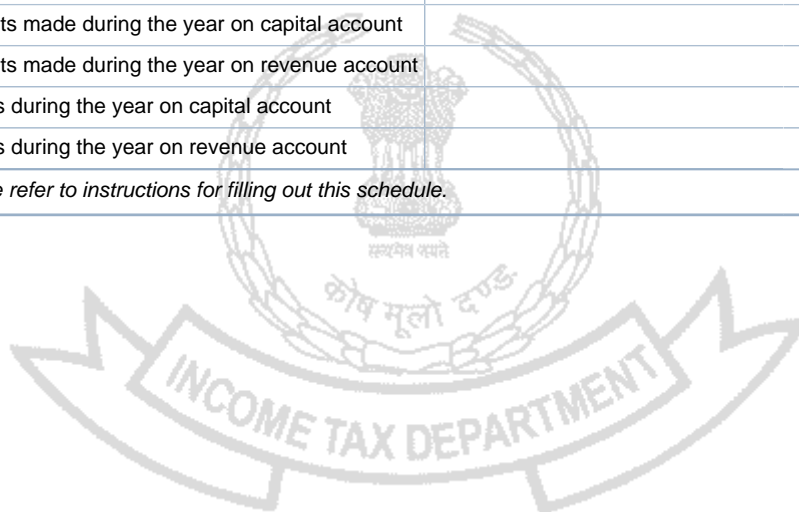 ts made during the year on capital account
ts made during the year on revenue account
s during the year on capital account
s during the year on revenue account
e refer to instructions for filling out this schedule.
सत्यमेव जयते
कोष मूलो दण्डः
INCOME TAX DEPARTMENT